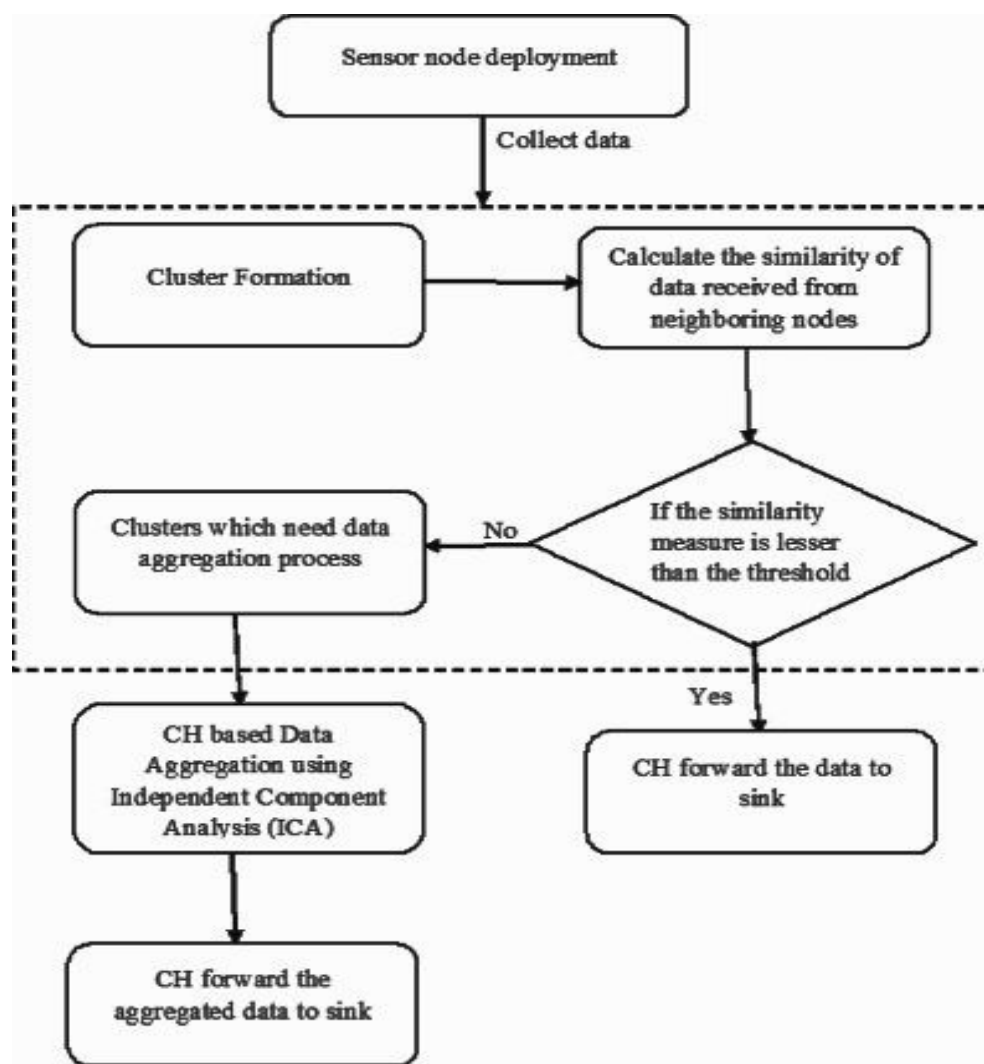 Sensor node deployment
Collect data
Cluster Formation
Calculate the similarity of
data received from
neighboring nodes
If the similarity
measure is lesser
than the threshold
No
Clusters which need data
aggregation process
Yes
CH based Data
Aggregation using
Independent Component
Analysis (ICA)
CH forward the data to
sink
CH forward the
aggregated data to sink